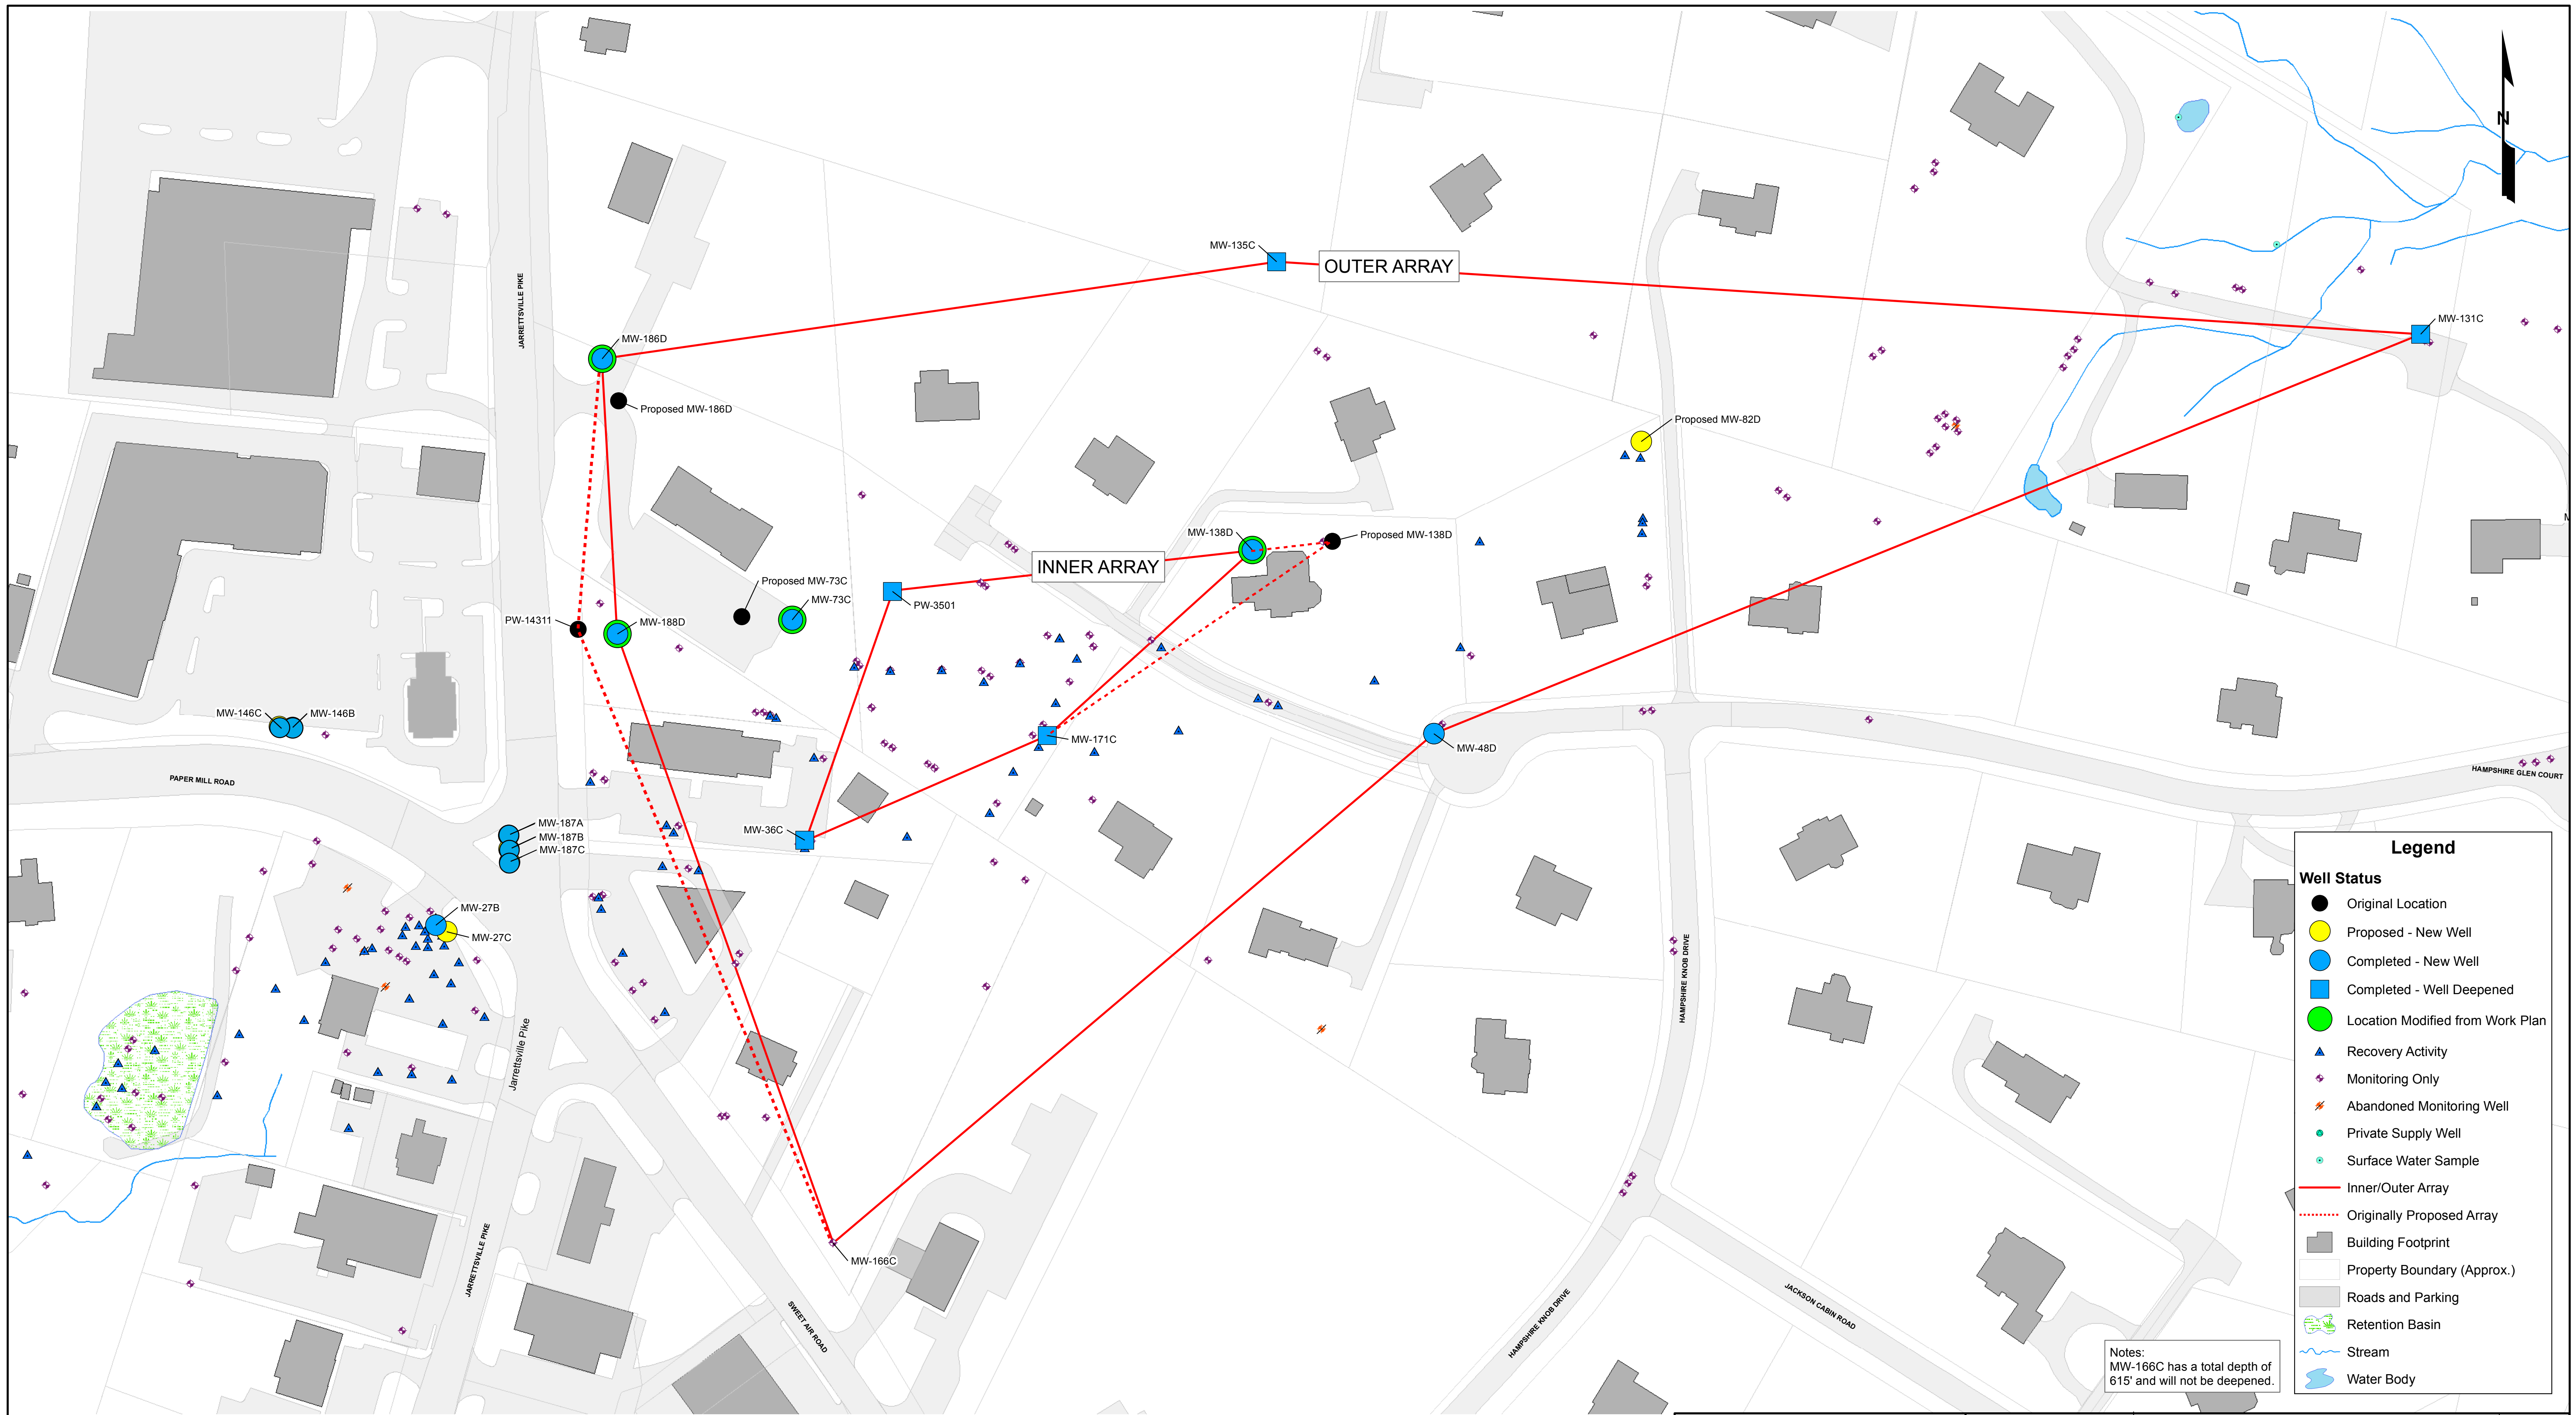 N
MW-135C
OUTER ARRAY
MW-131C
JARRETTSVILLE PIKE
MW-186D
Proposed MW-186D
Proposed MW-82D
MW-138D
Proposed MW-138D
INNER ARRAY
Proposed MW-73C
MW-73C
PW-3501
PW-14311
MW-188D
MW-146C
MW-146B
MW-171C
MW-48D
PAPER MILL ROAD
HAMPSHIRE GLEN COURT
MW-187A
MW-187B
MW-187C
MW-36C
MW-27B
MW-27C
HAMPSHIRE KNOB DRIVE
Jarrettsville Pike
JARRETTSVILLE PIKE
MW-166C
SWEET AIR ROAD
HAMPSHIRE KNOB DRIVE
JACKSON CABIN ROAD
Notes:
MW-166C has a total depth of
615' and will not be deepened.
Legend
Well Status
Original Location
Proposed - New Well
Completed - New Well
Completed - Well Deepened
Location Modified from Work Plan
Recovery Activity
Monitoring Only
Abandoned Monitoring Well
Private Supply Well
Surface Water Sample
Inner/Outer Array
Originally Proposed Array
Building Footprint
Property Boundary (Approx.)
Roads and Parking
Retention Basin
Stream
Water Body